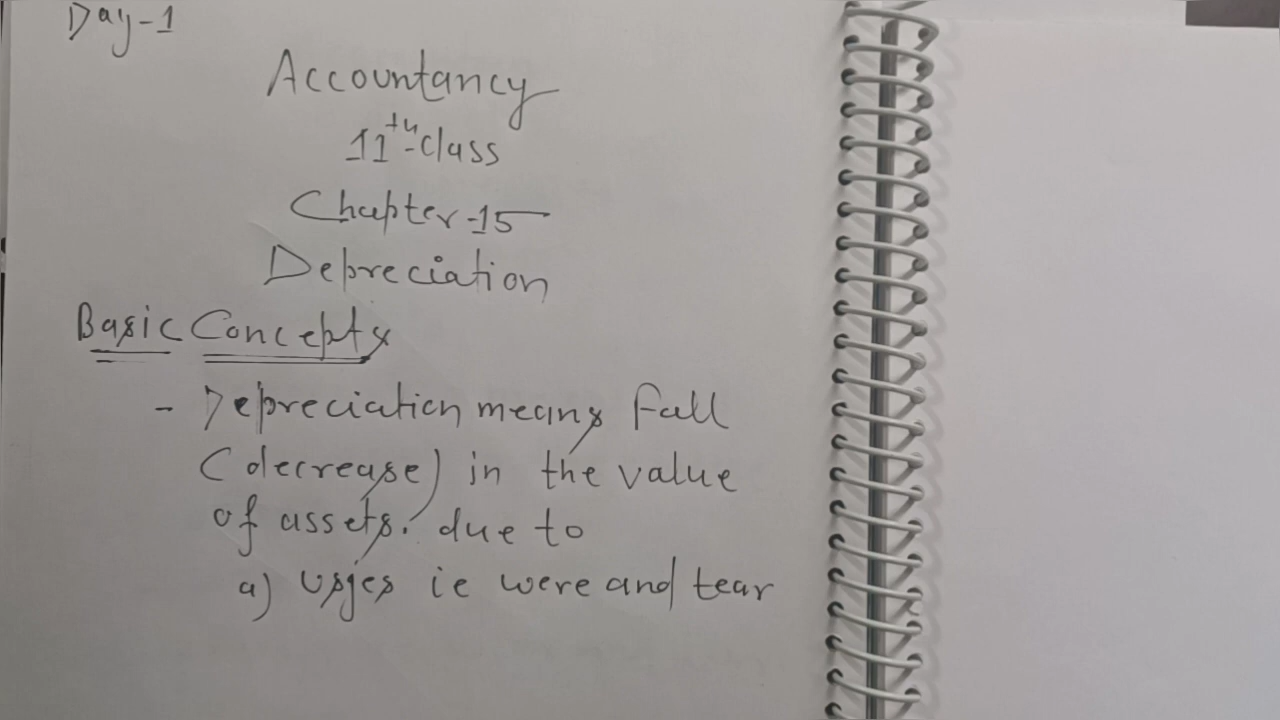 Day-1
Accountancy
11th-class
Chapter-15
Depreciation
Basic Concepts
- Depreciation means fall
(decrease) in the value
of assets. due to
a) Usjes ie were and tear